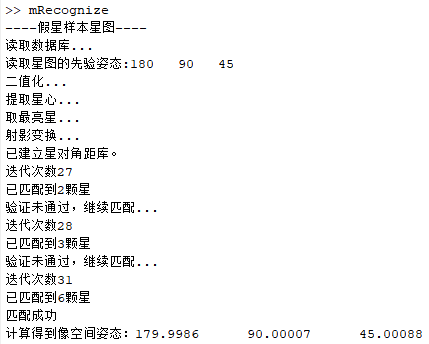 >> mRecognize
----假星样本星图----
读取数据库...
读取星图的先验姿态:180   90   45
二值化...
提取星心...
取最亮星...
射影变换...
已建立星对角距库。
迭代次数27
已匹配到2颗星
验证未通过，继续匹配...
迭代次数28
已匹配到3颗星
验证未通过，继续匹配...
迭代次数31
已匹配到6颗星
匹配成功
计算得到像空间姿态：179.9986      90.00007      45.00088